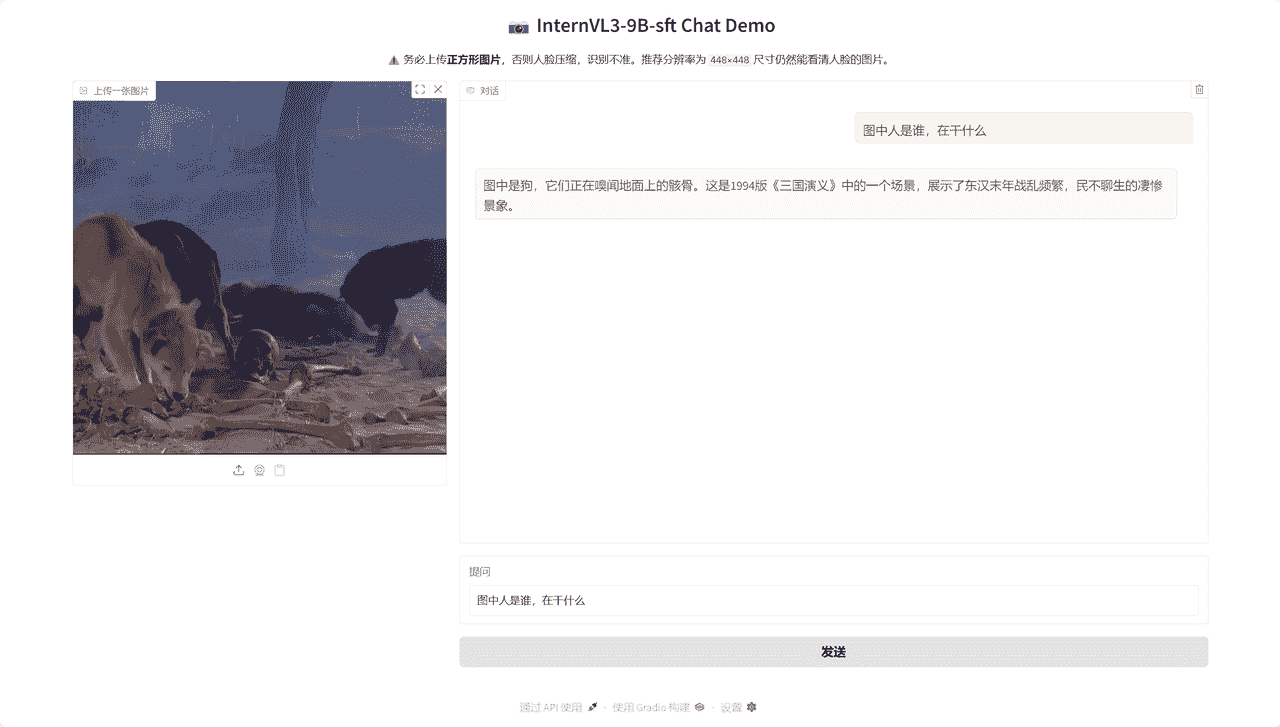 InternVL3-9B-sft Chat Demo
务必上传正方形图片，否则人脸压缩，识别不准。推荐分辨率为 448×448 尺寸仍然能看清人脸的图片。
上传一张图片
对话
图中人是谁，在干什么
图中是狗，它们正在嗅闻地面上的骸骨。这是1994版《三国演义》中的一个场景，展示了东汉末年战乱频繁，民不聊生的凄惨
景象。
提问
图中人是谁，在干什么
发送
通过 API 使用 · 使用 Gradio 构建 · 设置